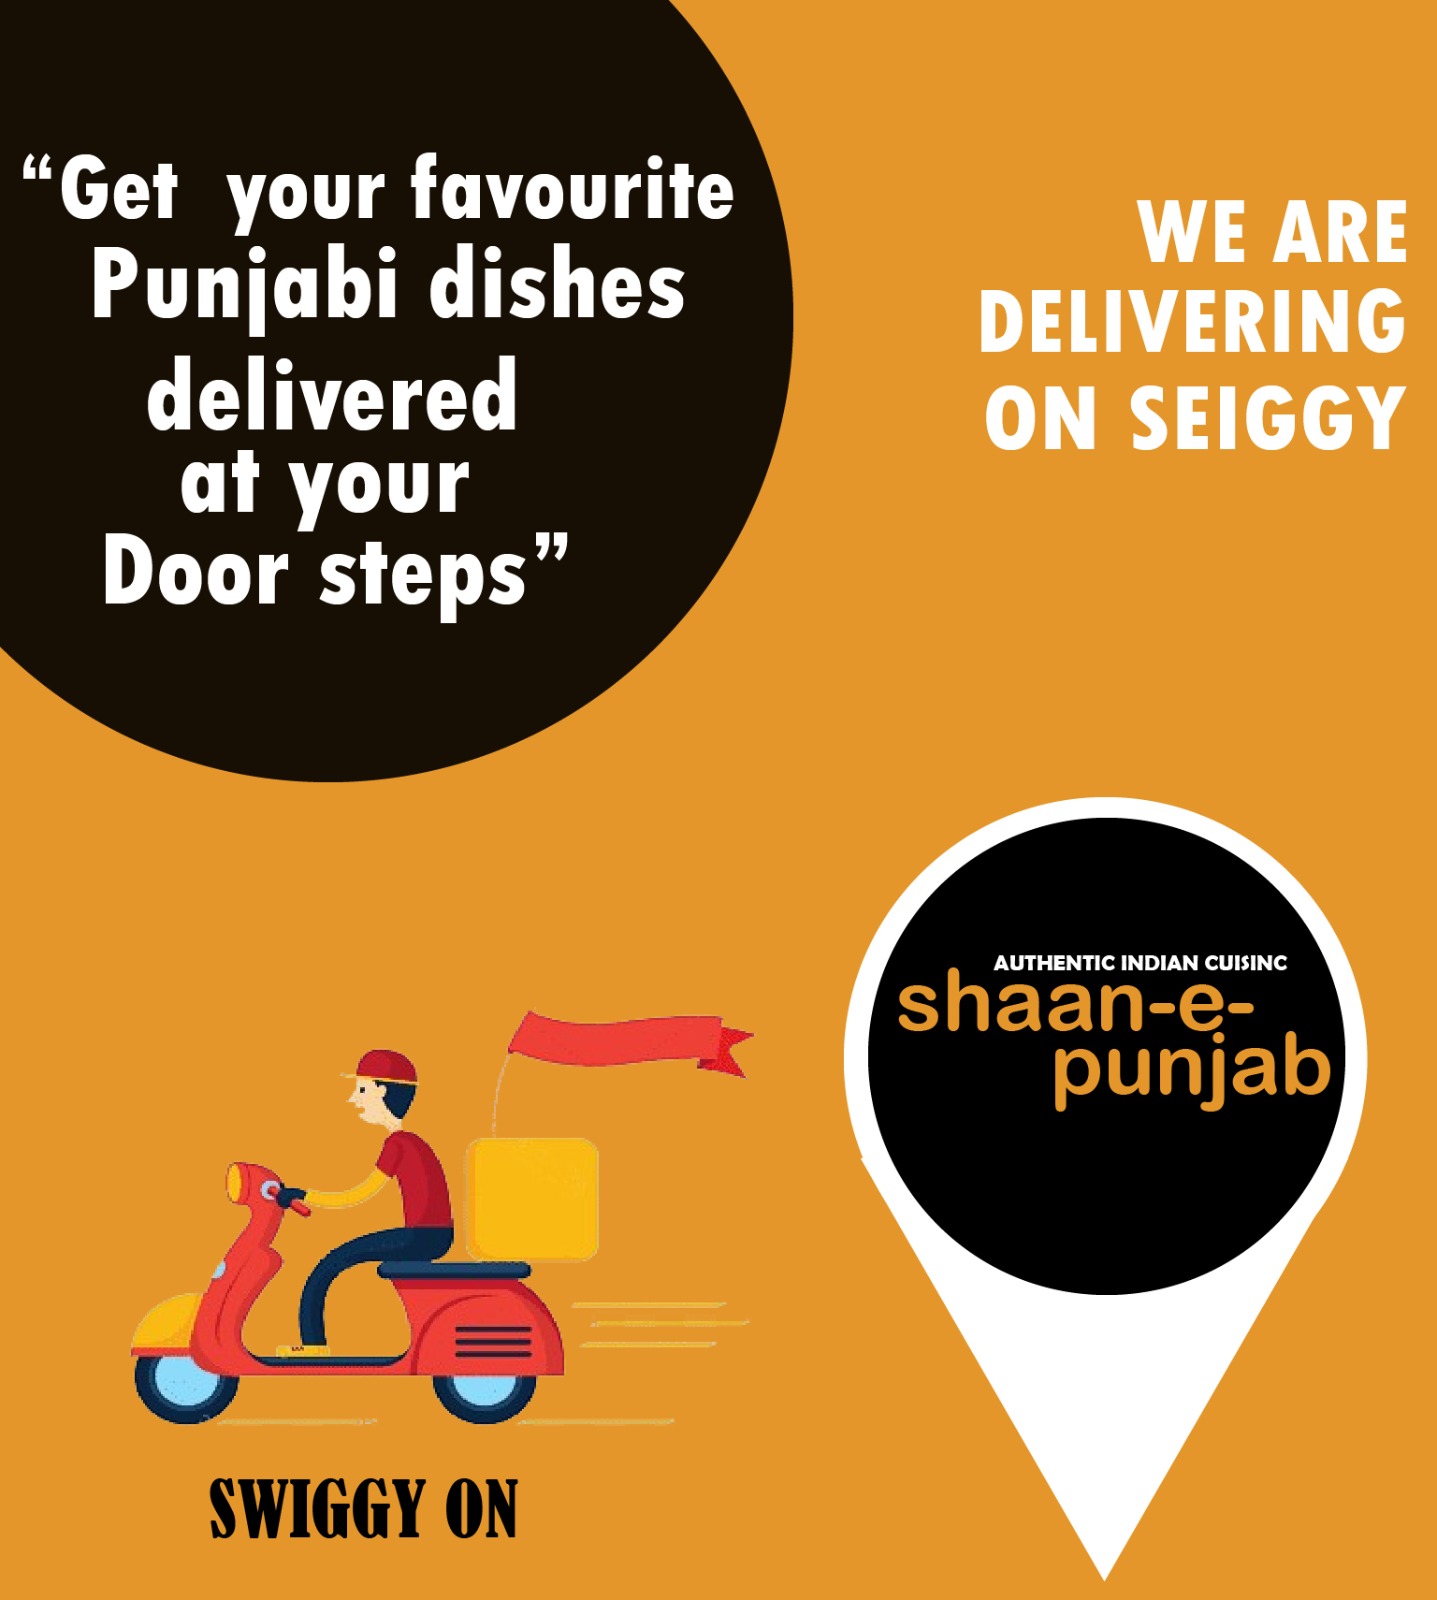 “Get your favourite
Punjabi dishes
delivered
at your
Door steps”
WE ARE
DELIVERING
ON SEIGGY
AUTHENTIC INDIAN CUISINC
shaan-e-
punjab
SWIGGY ON